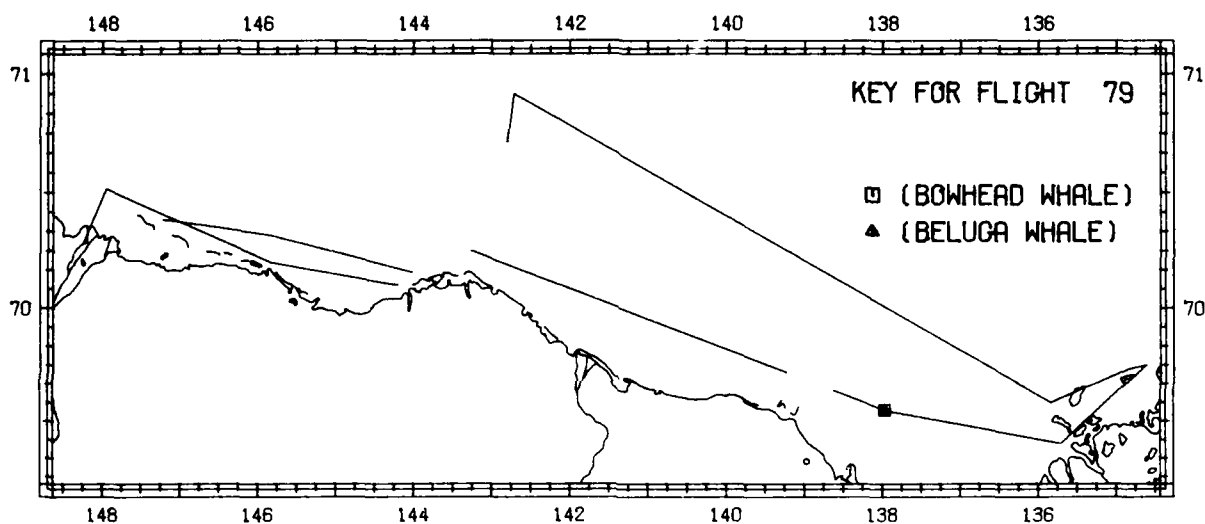 148 146 144 142 140 138 136
71 71
KEY FOR FLIGHT 79
(BOWHEAD WHALE)
(BELUGA WHALE)
70 70
148 146 144 142 140 138 136